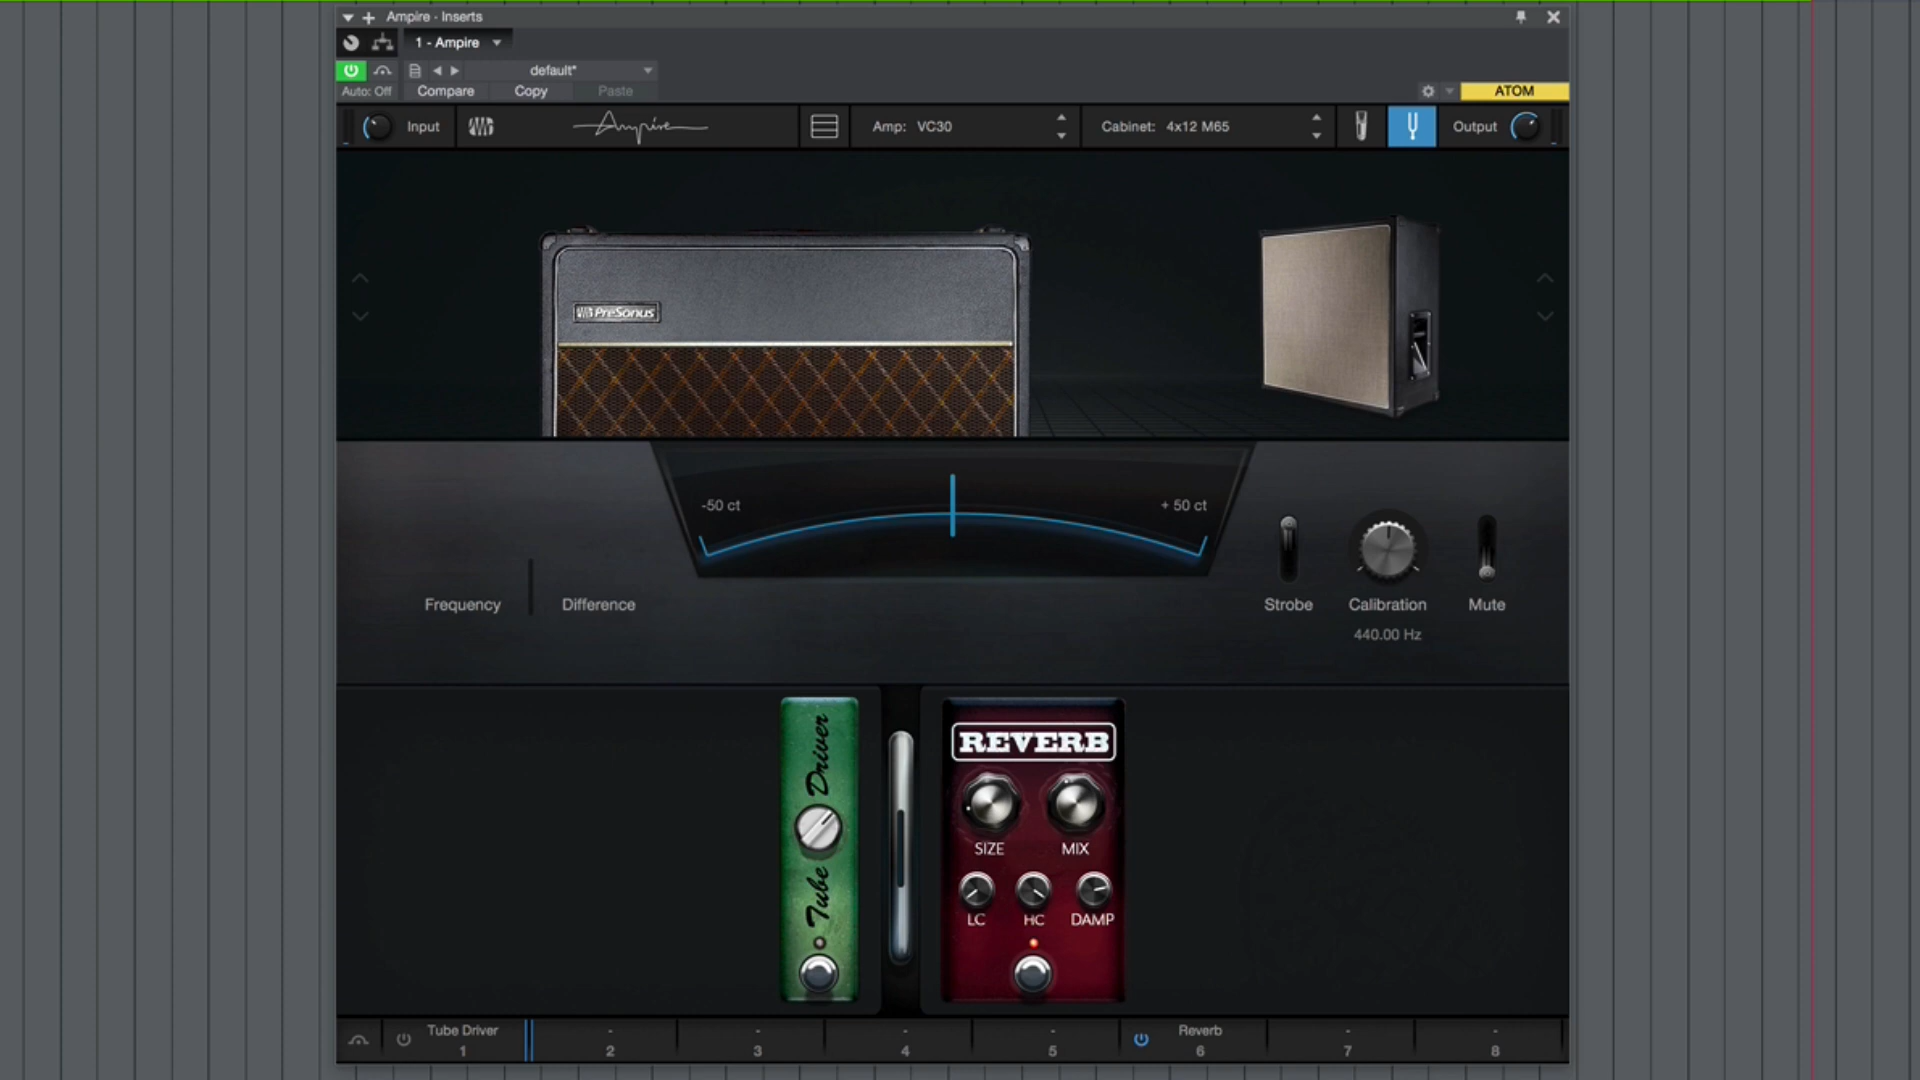 Ampire - Inserts
1 - Ampire
default*
Auto: Off
Compare
Copy
Paste
ATOM
Input
Ampire
Amp: VC30
Cabinet: 4x12 M65
Output
PreSonus
-50 ct
+ 50 ct
Frequency
Difference
Strobe
Calibration
Mute
440.00 Hz
Tube Driver
REVERB
SIZE
MIX
LC
HC
DAMP
Tube Driver
-
-
-
-
Reverb
-
-
1
2
3
4
5
6
7
8